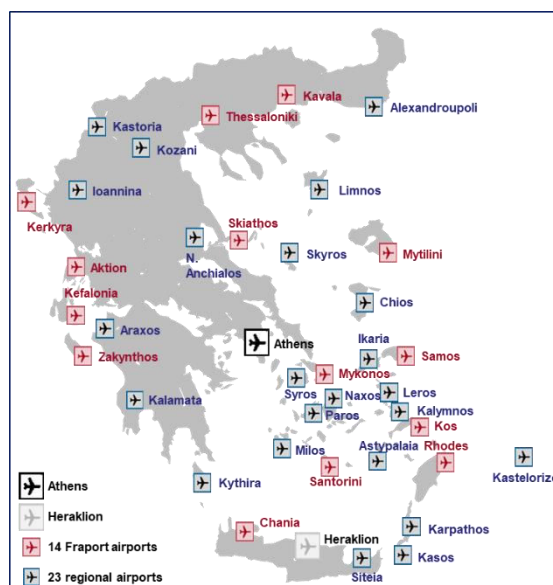 Kavala
Alexandroupoli
Thessaloniki
Kastoria
Kozani
Ioannina
Limnos
Kerkyra
Skiathos
Mytilini
N.
Anchialos
Skyros
Aktion
Kefalonia
Chios
Araxos
Ikaria
Athens
Zakynthos
Samos
Mykonos
Syros
Naxos
Leros
Kalamata
Paros
Kalymnos
Kos
Milos
Astypalaia
Rhodes
Santorini
Kastelorizo
Kythira
Athens
Heraklion
Chania
Karpathos
Heraklion
14 Fraport airports
Kasos
Siteia
23 regional airports